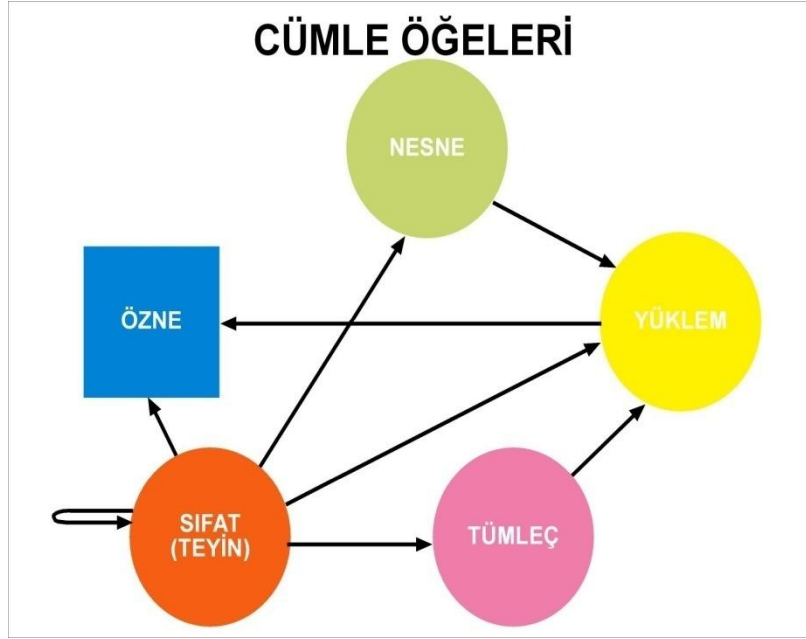 CÜMLE ÖĞELERİ
NESNE
ÖZNE
YÜKLEM
SIFAT
(TEYİN)
TÜMLEÇ